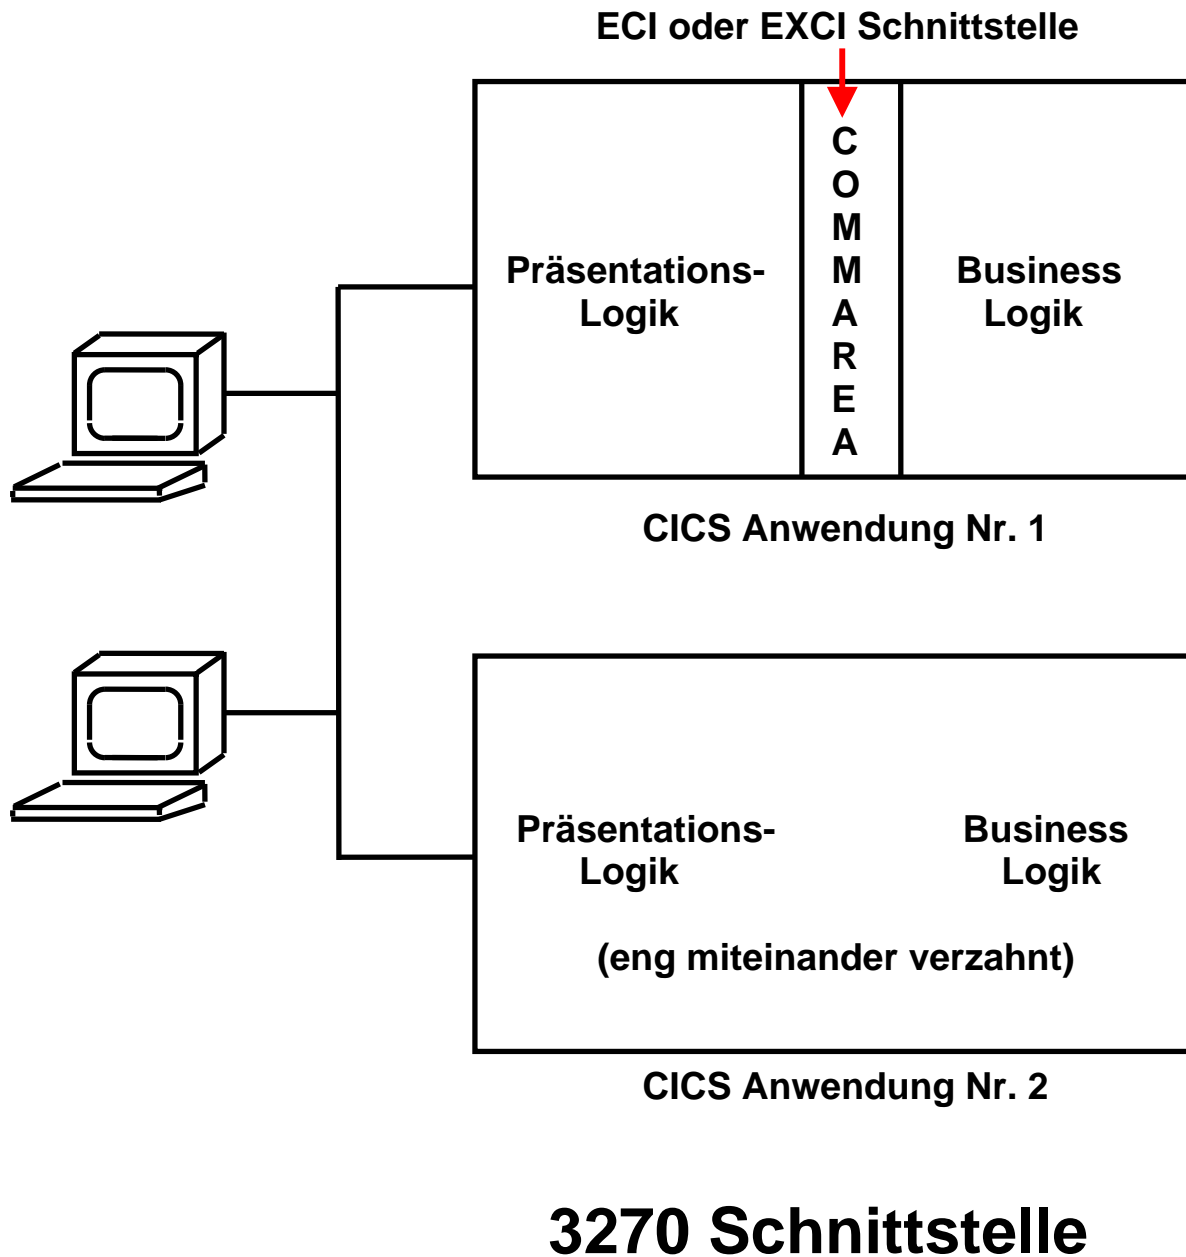 ECI oder EXCI Schnittstelle
C
O
M
M
A
R
E
A
Präsentations-
Logik
Business
Logik
CICS Anwendung Nr. 1
Präsentations-
Logik
Business
Logik
(eng miteinander verzahnt)
CICS Anwendung Nr. 2
3270 Schnittstelle